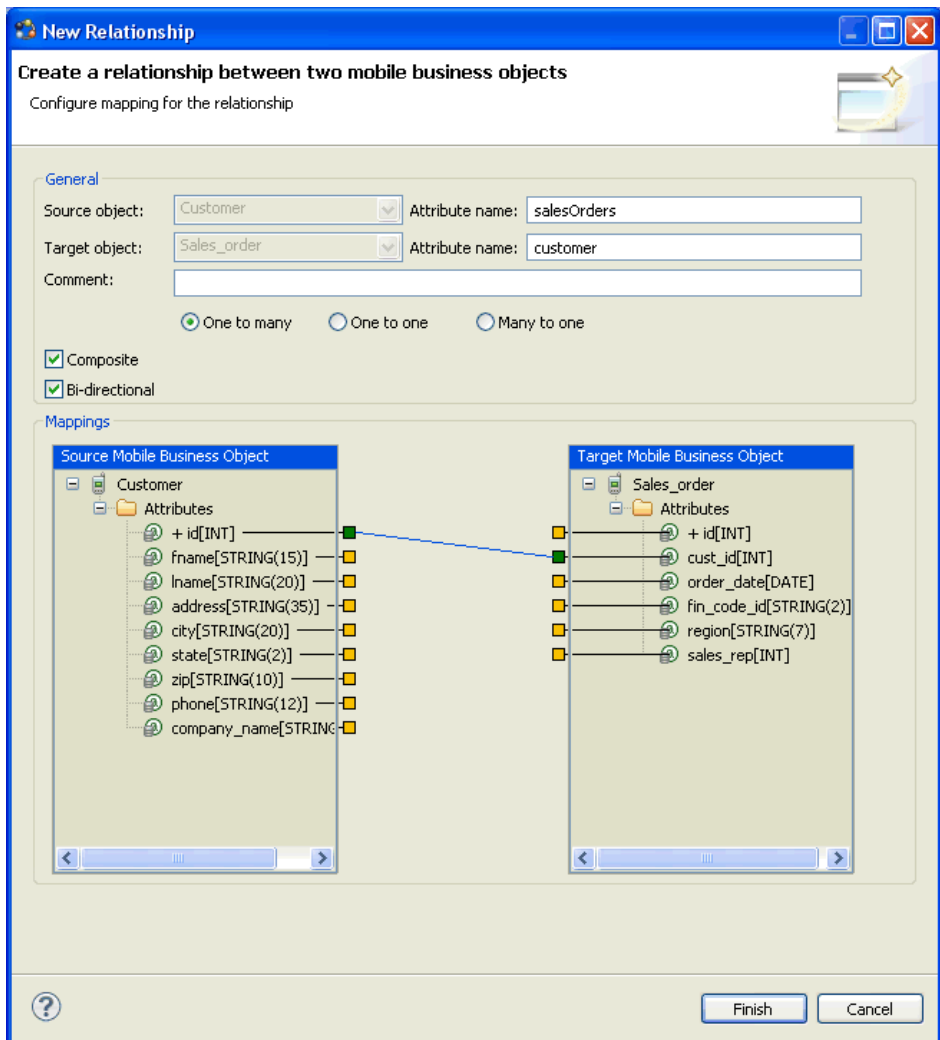 New Relationship
Create a relationship between two mobile business objects
Configure mapping for the relationship
General
Source object: Customer Attribute name: salesOrders
Target object: Sales_order Attribute name: customer
Comment:
One to many One to one Many to one
Composite
Bi-directional
Mappings
Source Mobile Business Object
Customer
Attributes
+ id[INT]
fname[STRING(15)]
lname[STRING(20)]
address[STRING(35)]
city[STRING(20)]
state[STRING(2)]
zip[STRING(10)]
phone[STRING(12)]
company_name[STRING
Target Mobile Business Object
Sales_order
Attributes
+ id[INT]
cust_id[INT]
order_date[DATE]
fin_code_id[STRING(2)]
region[STRING(7)]
sales_rep[INT]
? Finish Cancel